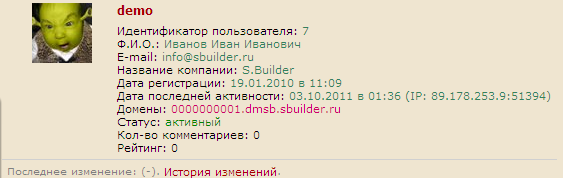 demo
Идентификатор пользователя: 7
Ф.И.О.: Иванов Иван Иванович
E-mail: info@sbuilder.ru
Название компании: S.Builder
Дата регистрации: 19.01.2010 в 11:09
Дата последней активности: 03.10.2011 в 01:36 (IP: 89.178.253.9:51394)
Домены: 0000000001.dmsb.sbuilder.ru
Статус: активный
Кол-во комментариев: 0
Рейтинг: 0
Последнее изменение: (-). История изменений.